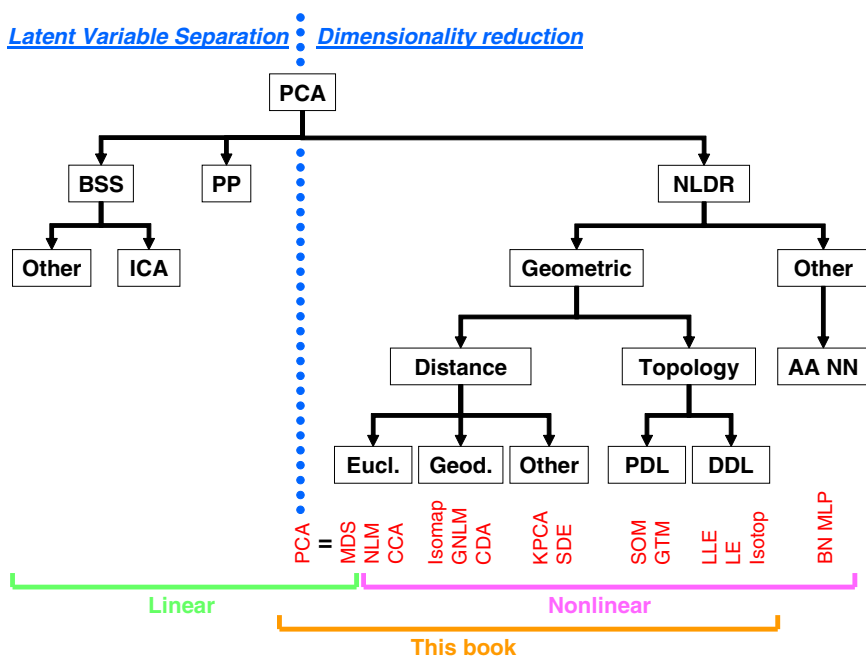 Latent Variable Separation
Dimensionality reduction
PCA
BSS
PP
NLDR
Other
ICA
Geometric
Other
Distance
Topology
AA NN
Eucl.
Geod.
Other
PDL
DDL
PCA
=
MDS
NLM
CCA
Isomap
GNLM
CDA
KPCA
SDE
SOM
GTM
LLE
LE
Isotop
BN MLP
Linear
Nonlinear
This book